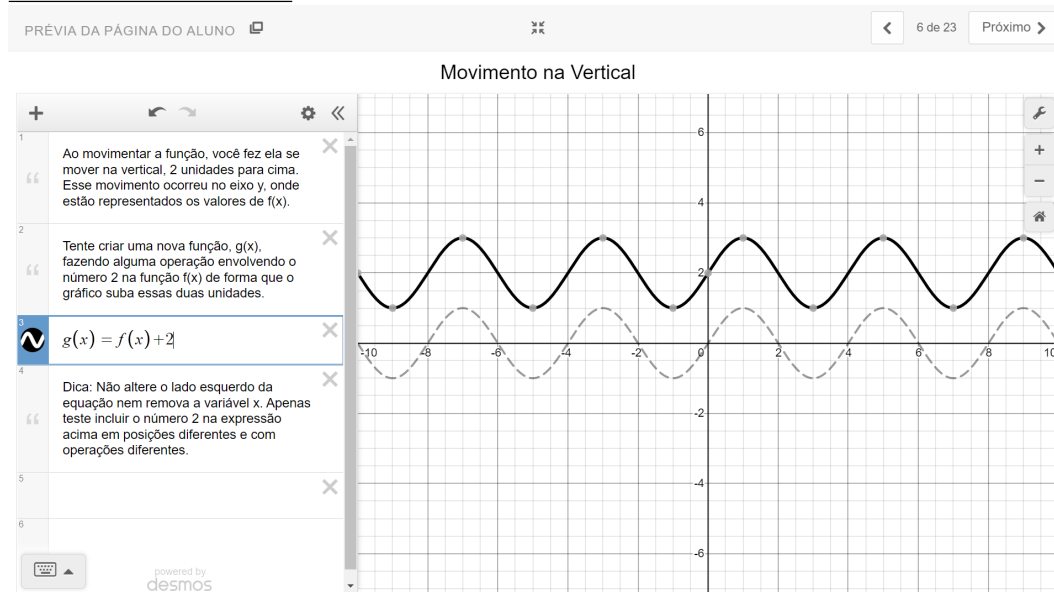 PRÉVIA DA PÁGINA DO ALUNO
6 de 23
Próximo
Movimento na Vertical
1
Ao movimentar a função, você fez ela se
mover na vertical, 2 unidades para cima.
Esse movimento ocorreu no eixo y, onde
estão representados os valores de f(x).
2
Tente criar uma nova função, g(x),
fazendo alguma operação envolvendo o
número 2 na função f(x) de forma que o
gráfico suba essas duas unidades.
3
g(x) = f(x)+2
4
Dica: Não altere o lado esquerdo da
equação nem remova a variável x. Apenas
teste incluir o número 2 na expressão
acima em posições diferentes e com
operações diferentes.
5
6
powered by
desmos
6
4
2
-10 -8 -6 -4 -2 0 2 4 6 8 10
-2
-4
-6